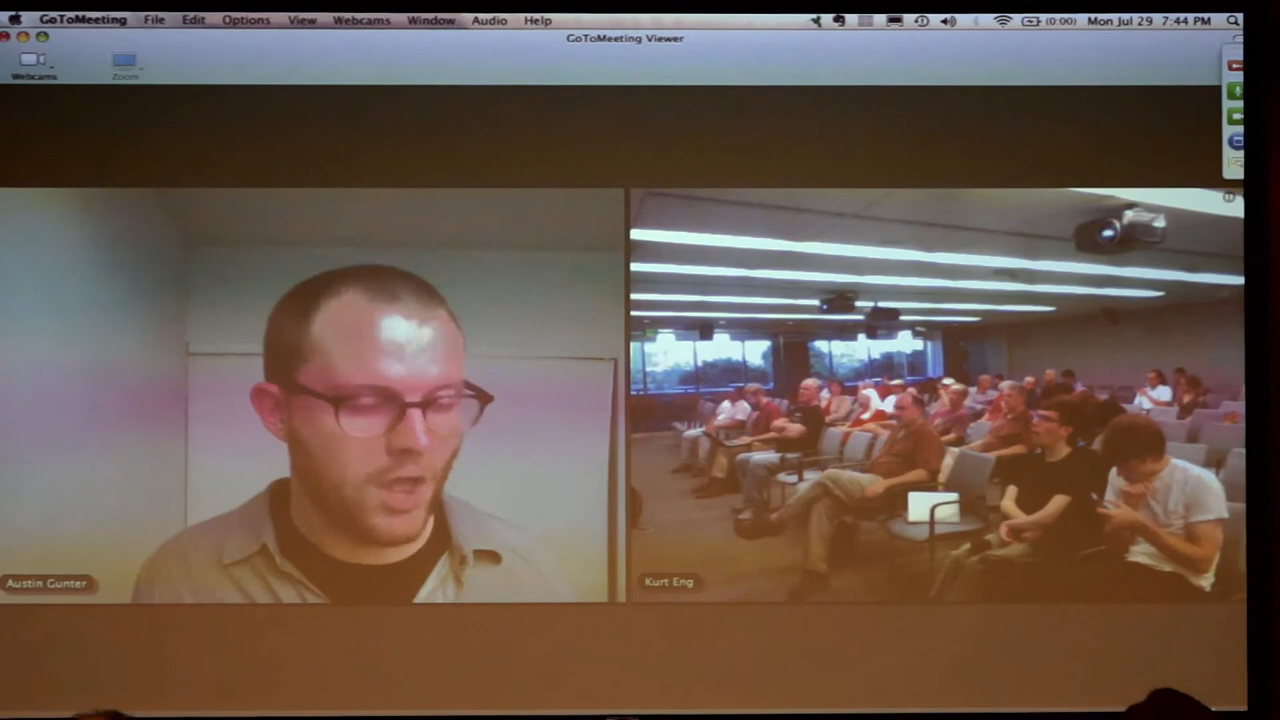 GoToMeeting File Edit Options View Webcams Window Audio Help (0:00) Mon Jul 29 7:44 PM
GoToMeeting Viewer
Webcams Zoom
Austin Gunter
Kurt Eng